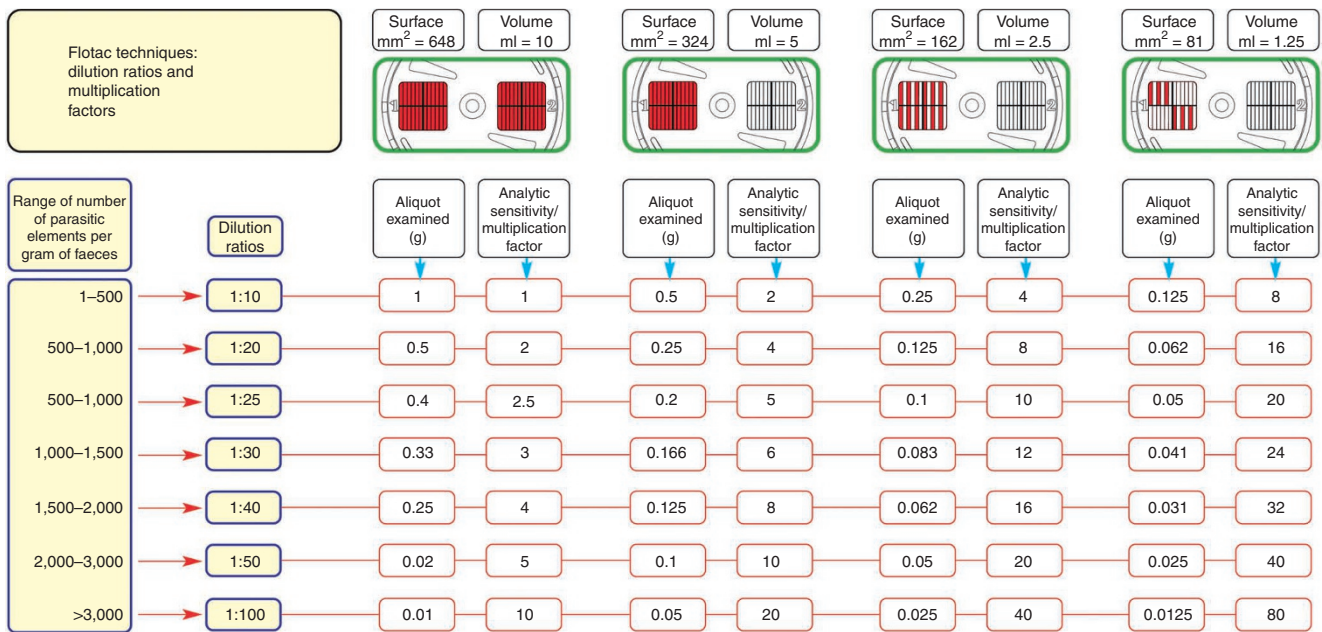 Flotac techniques:
dilution ratios and
multiplication
factors
Surface
mm2 = 648
Volume
ml = 10
Surface
mm2 = 324
Volume
ml = 5
Surface
mm2 = 162
Volume
ml = 2.5
Surface
mm2 = 81
Volume
ml = 1.25
1 2
1 2
1 2
1 2
Range of number
of parasitic
elements per
gram of faeces
Dilution
ratios
Aliquot
examined
(g)
Analytic
sensitivity/
multiplication
factor
Aliquot
examined
(g)
Analytic
sensitivity/
multiplication
factor
Aliquot
examined
(g)
Analytic
sensitivity/
multiplication
factor
Aliquot
examined
(g)
Analytic
sensitivity/
multiplication
factor
1–500 1:10 1 1 0.5 2 0.25 4 0.125 8
500–1,000 1:20 0.5 2 0.25 4 0.125 8 0.062 16
500–1,000 1:25 0.4 2.5 0.2 5 0.1 10 0.05 20
1,000–1,500 1:30 0.33 3 0.166 6 0.083 12 0.041 24
1,500–2,000 1:40 0.25 4 0.125 8 0.062 16 0.031 32
2,000–3,000 1:50 0.02 5 0.1 10 0.05 20 0.025 40
>3,000 1:100 0.01 10 0.05 20 0.025 40 0.0125 80